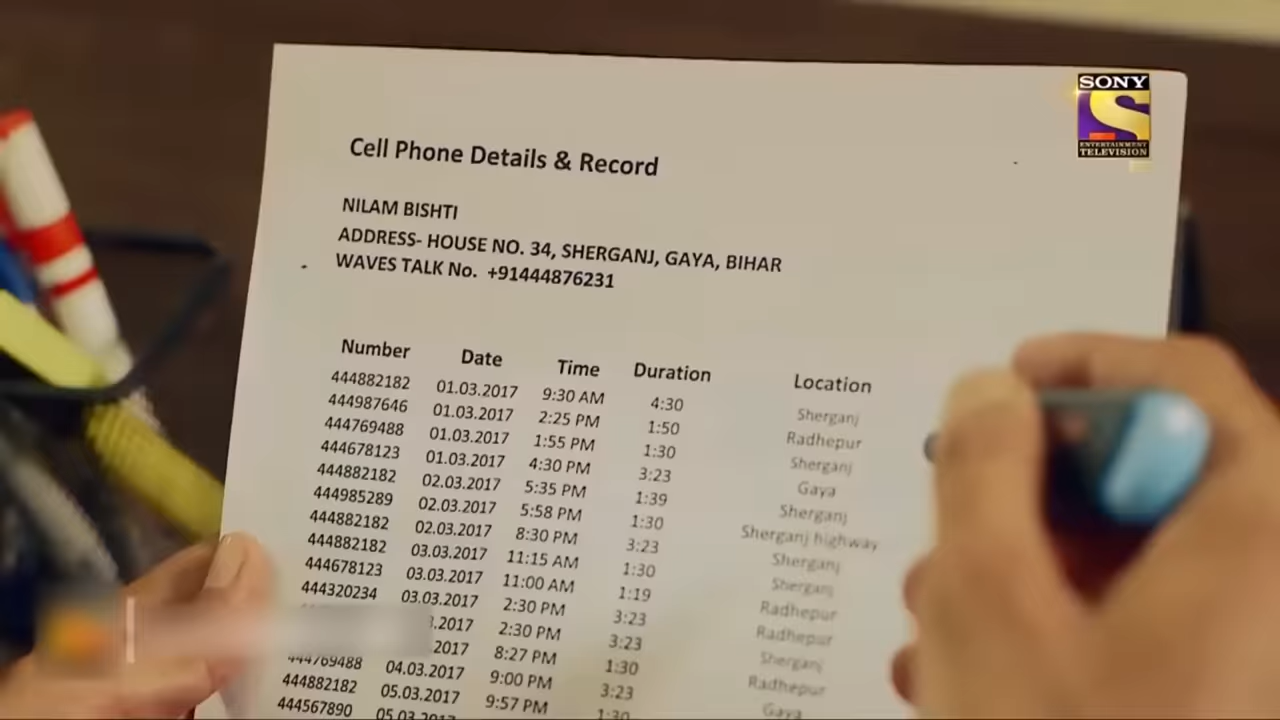 SONY
ENTERTAINMENT
TELEVISION
Cell Phone Details & Record
NILAM BISHTI
ADDRESS- HOUSE NO. 34, SHERGANJ, GAYA, BIHAR
WAVES TALK No. +91444876231
Number Date Time Duration Location
444882182 01.03.2017 9:30 AM 4:30 Sherganj
444987646 01.03.2017 2:25 PM 1:50 Radhepur
444769488 01.03.2017 1:55 PM 1:30 Sherganj
444678123 01.03.2017 4:30 PM 3:23 Gaya
444882182 02.03.2017 5:35 PM 1:39 Sherganj
444985289 02.03.2017 5:58 PM 1:30 Sherganj highway
444882182 02.03.2017 8:30 PM 3:23 Sherganj
444882182 03.03.2017 11:15 AM 1:30 Sherganj
444678123 03.03.2017 11:00 AM 1:19 Radhepur
444320234 03.03.2017 2:30 PM 3:23 Radhepur
.2017 2:30 PM 3:23 Sherganj
.2017 8:27 PM 1:30 Radhepur
444769488 04.03.2017 9:00 PM 3:23 Gaya
444882182 05.03.2017 9:57 PM 1:30
444567890 05.03.2017